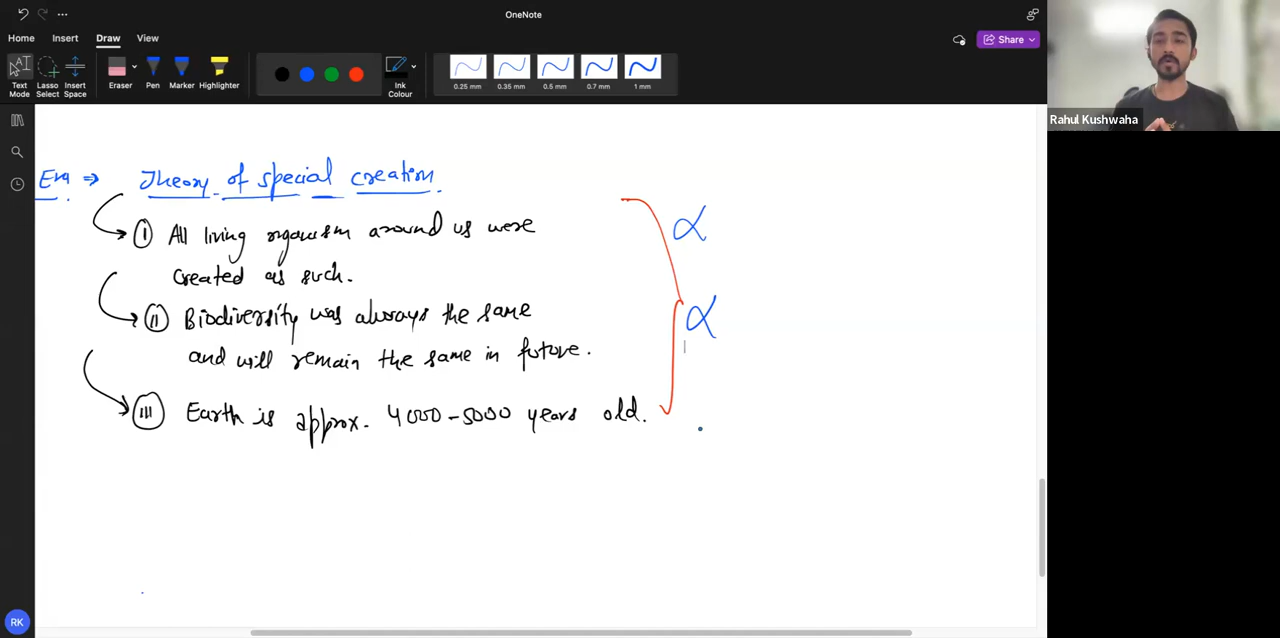 OneNote
Home Insert Draw View
Share
Text Mode
Lasso Select
Insert Space
Eraser
Pen
Marker
Highlighter
Ink Colour
0.25 mm 0.35 mm 0.5 mm 0.7 mm 1 mm
Rahul Kushwaha
⇒ Theory of special creation
(I) All living organism around us were
created as such.
(II) Biodiversity was always the same
and will remain the same in future.
(III) Earth is approx. 4000-5000 years old.
α
α
RK